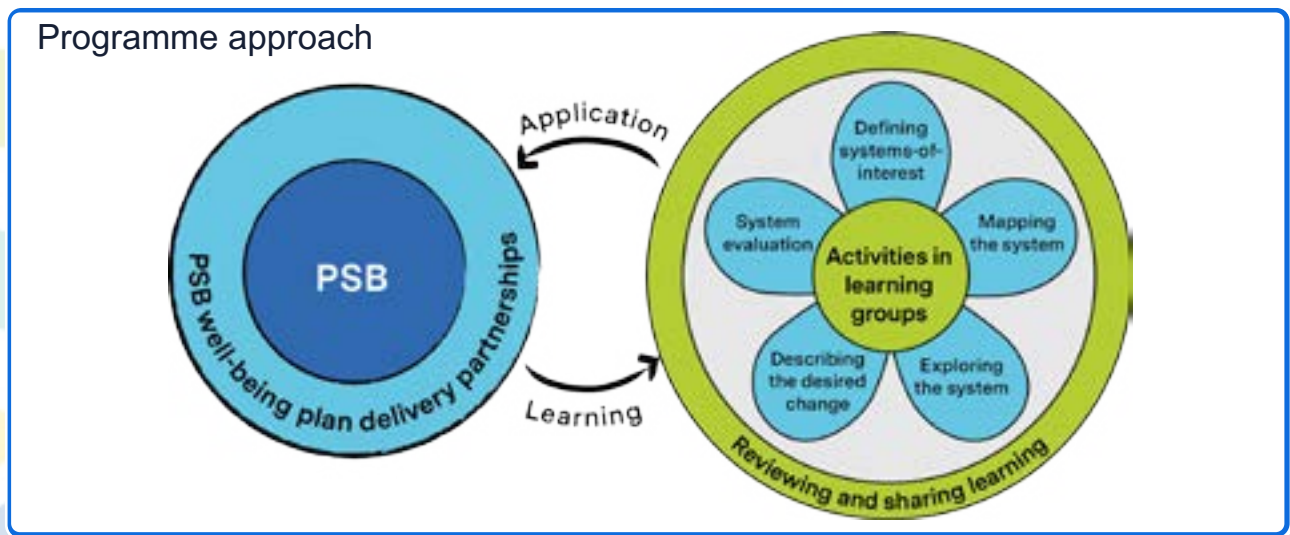 Programme approach
PSB
PSB well-being plan delivery partnerships
Application
Learning
Defining
systems-of-
interest
Mapping
the system
Exploring
the system
Describing
the desired
change
System
evaluation
Activities in
learning
groups
Reviewing and sharing learning